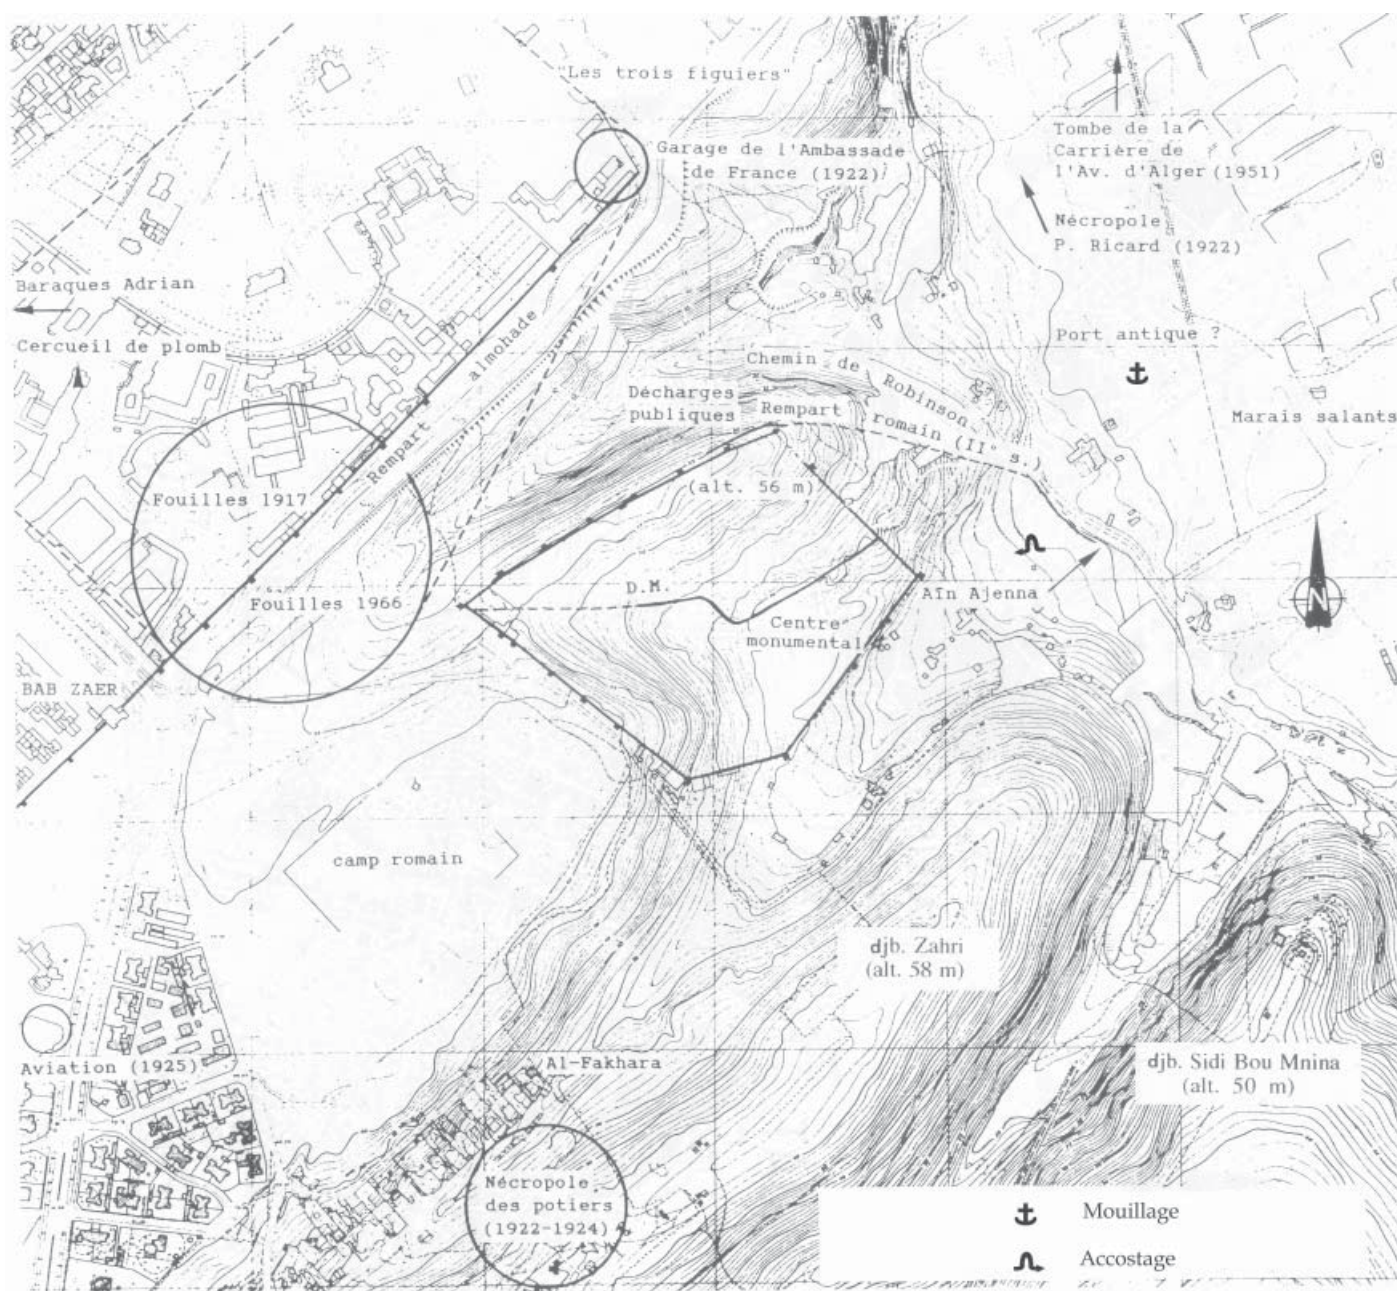 "Les trois figuiers"
Garage de l'Ambassade
de France (1922)
Tombe de la
Carrière de
l'Av. d'Alger (1951)
Nécropole
P. Ricard (1922)
Baraques Adrian
Cercueil de plomb
Port antique ?
Marais salants
Rempart almohade
Chemin de Robinson
Décharges
publiques
Rempart romain (IIe s.)
(alt. 56 m)
Fouilles 1917
Fouilles 1966
D.M.
Aïn Ajenna
Centre
monumental
BAB ZAER
N
camp romain
djb. Zahri
(alt. 58 m)
Aviation (1925)
Al-Fakhara
djb. Sidi Bou Mnina
(alt. 50 m)
Nécropole
des potiers
(1922-1924)
Mouillage
Accostage